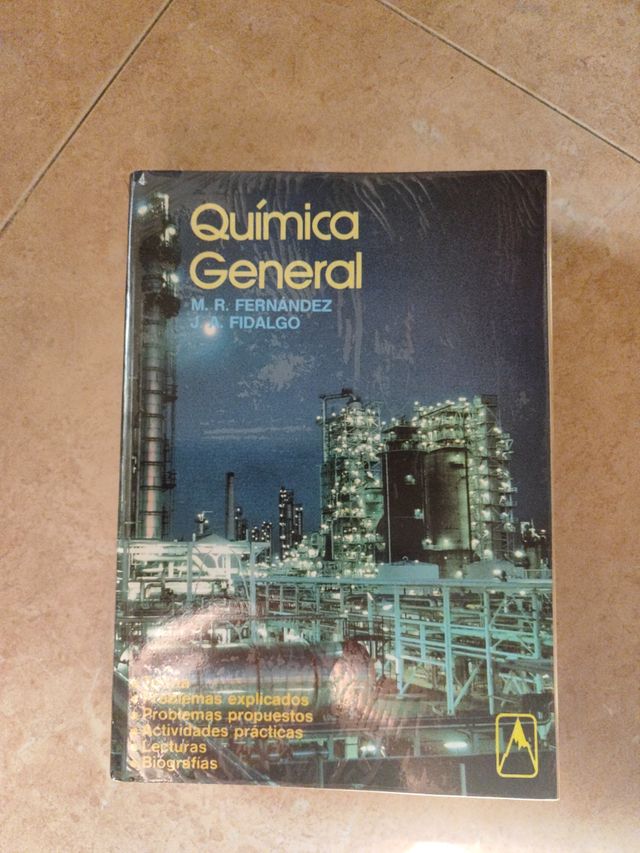 Química
General
M. R. FERNÁNDEZ
J. A. FIDALGO
• Problemas explicados
• Problemas propuestos
• Actividades prácticas
• Lecturas
• Biografías